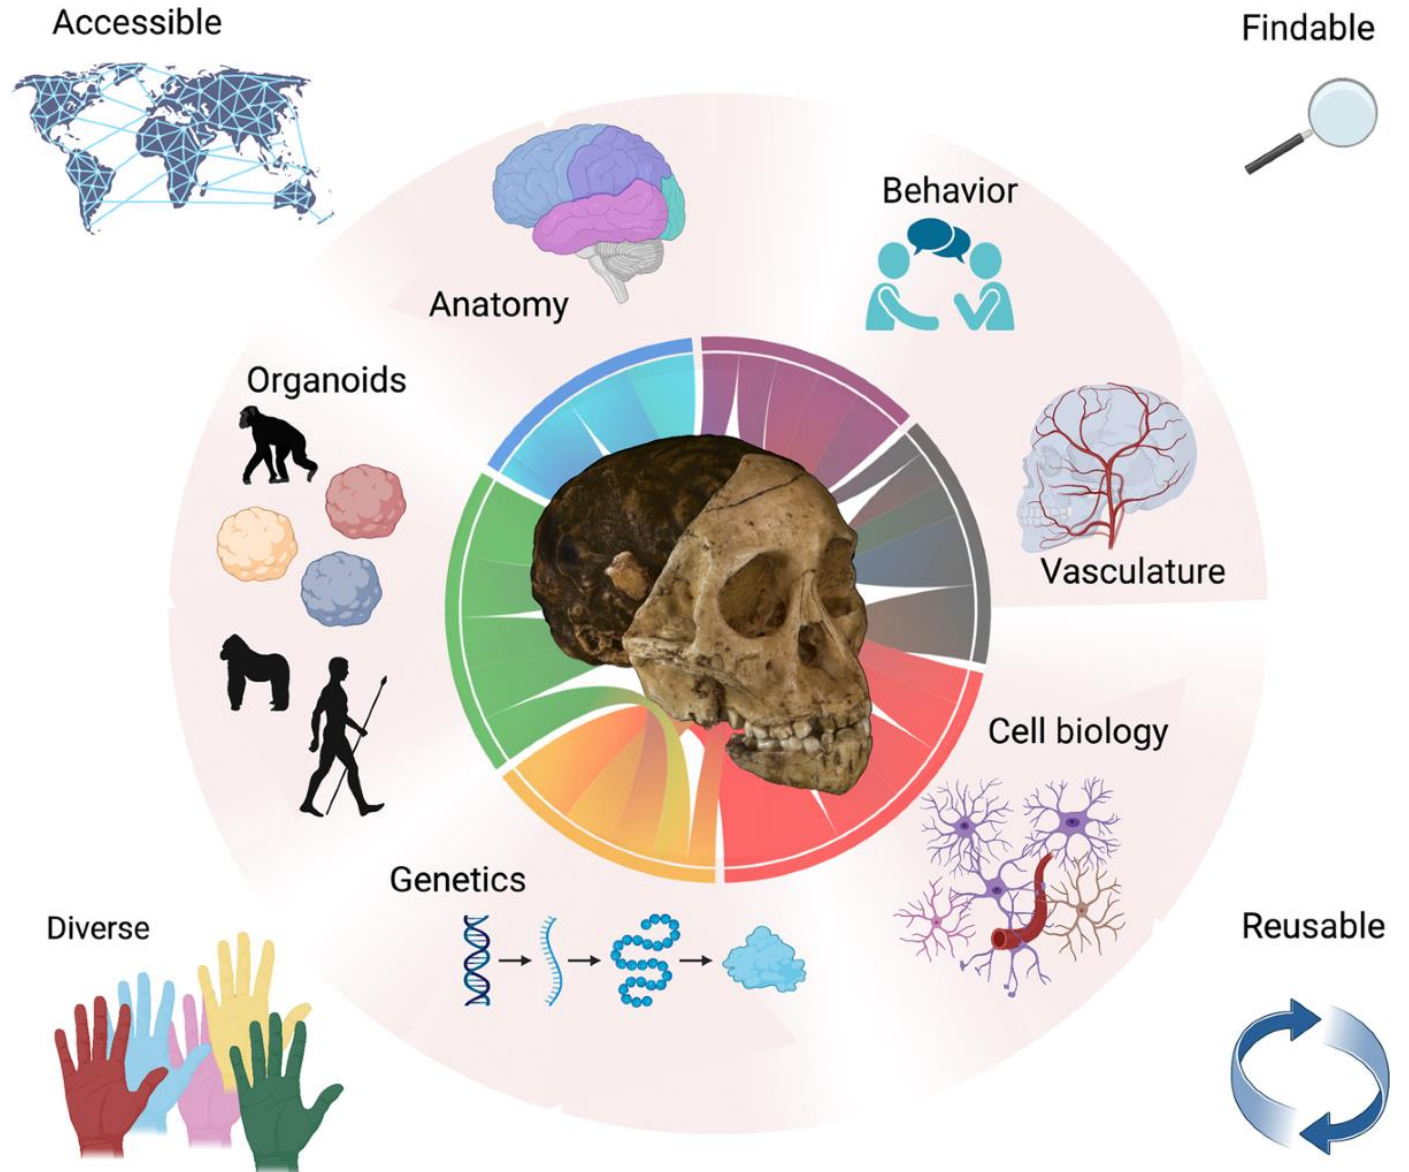 Accessible
Findable
Behavior
Anatomy
Organoids
Vasculature
Cell biology
Genetics
Diverse
Reusable